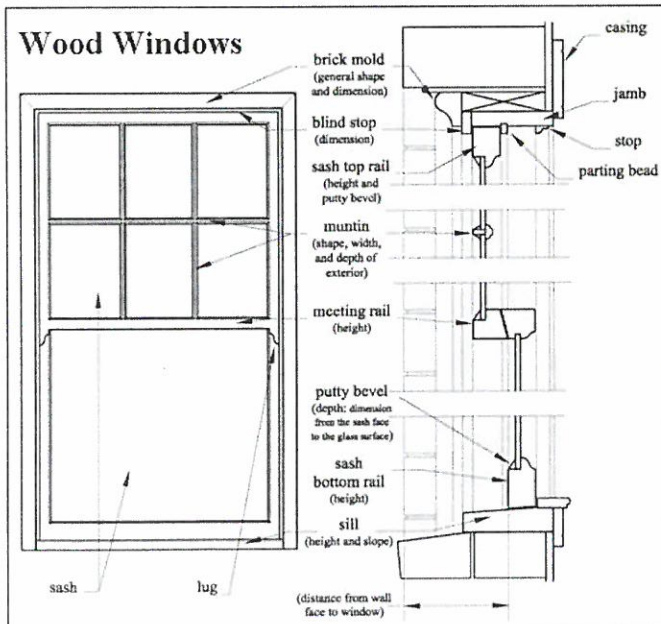 Wood Windows
brick mold
(general shape
and dimension)
blind stop
(dimension)
sash top rail
(height and
putty bevel)
muntin
(shape, width,
and depth of
exterior)
meeting rail
(height)
putty bevel
(depth: dimension
from the sash face
to the glass surface)
sash
bottom rail
(height)
sill
(height and slope)
sash
lug
(distance from wall
face to window)
casing
jamb
stop
parting bead